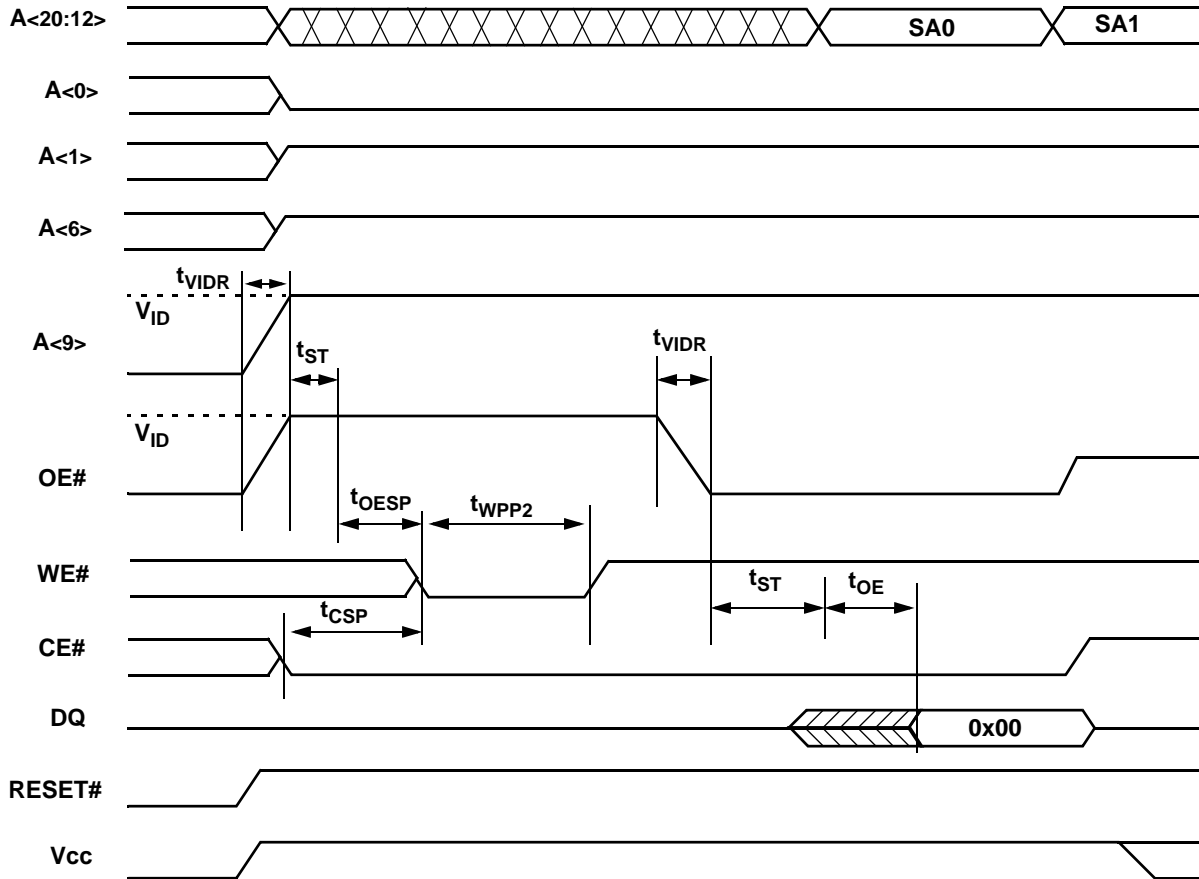 A<20:12>
SA0
SA1
A<0>
A<1>
A<6>
tVIDR
VID
A<9>
tST
tVIDR
VID
OE#
tOESP
tWPP2
WE#
tST
tOE
tCSP
CE#
DQ
0x00
RESET#
Vcc